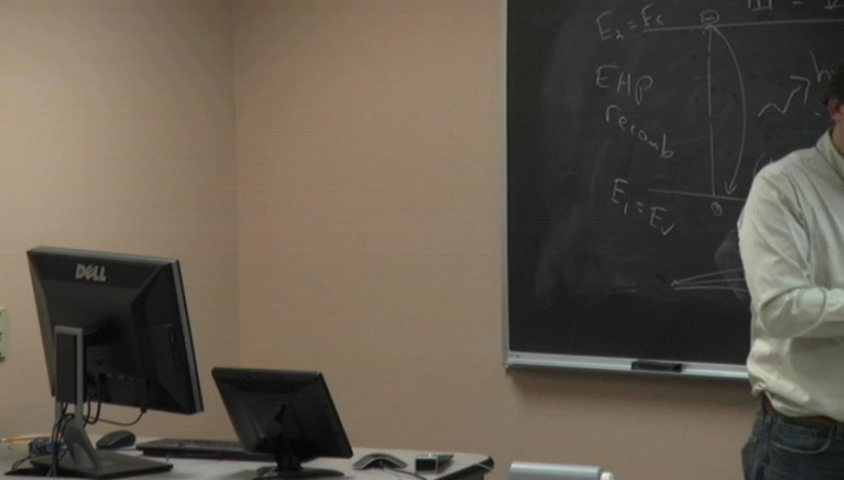 E₂ = Ec
EHP
recomb
E₁ = Ev
DELL